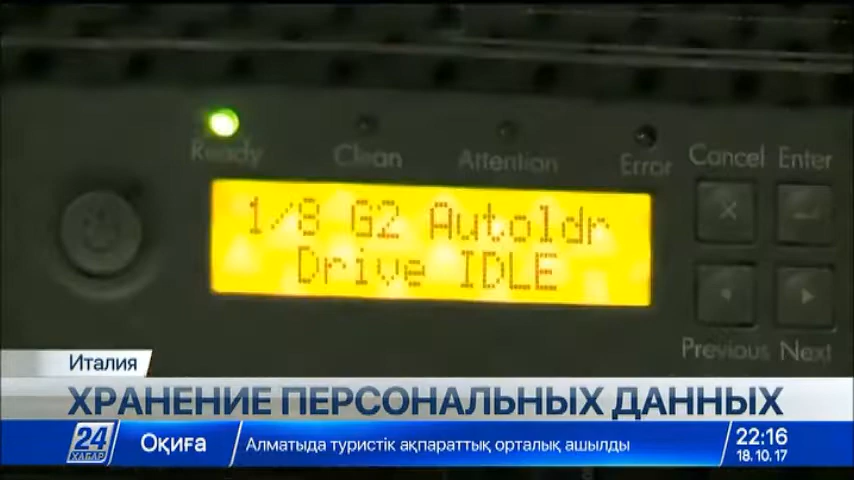 Ready Clean Attention Error Cancel Enter
1/8 G2 Autoldr
Drive IDLE
Previous Next
Италия
ХРАНЕНИЕ ПЕРСОНАЛЬНЫХ ДАННЫХ
24 ХАБАР Оқиға Алматыда туристік ақпараттық орталық ашылды 22:16
18.10.17